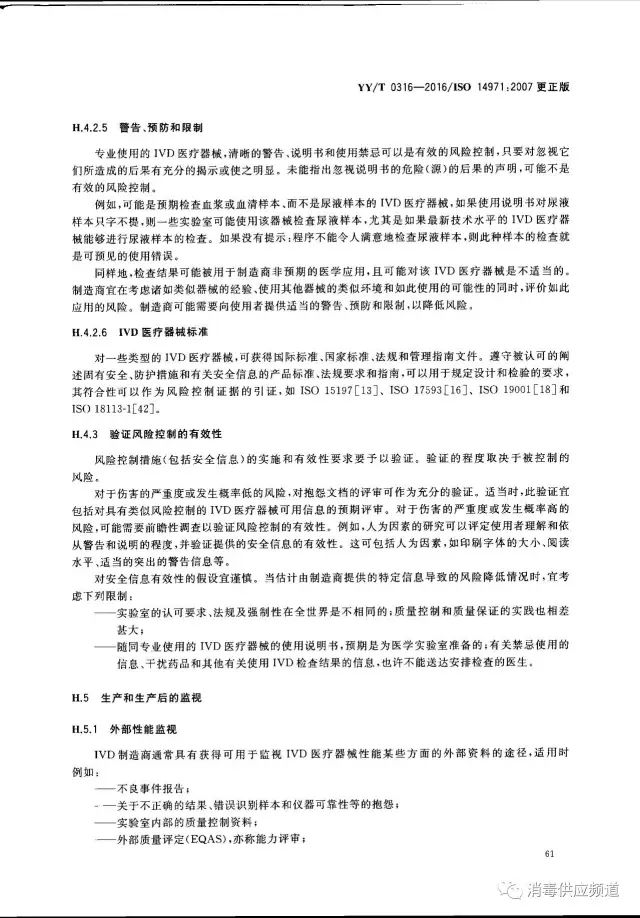 YY/T 0316—2016/ISO 14971:2007 更正版
H.4.2.5 警告、预防和限制
专业使用的 IVD 医疗器械,清晰的警告、说明书和使用禁忌可以是有效的风险控制,只要对忽视它
们所造成的后果有充分的揭示或使之明显。未能指出忽视说明书的危险(源)的后果的声明,可能不是
有效的风险控制。
例如,可能是预期检查血浆或血清样本、而不是尿液样本的 IVD 医疗器械,如果使用说明书对尿液
样本只字不提,则一些实验室可能使用该器械检查尿液样本,尤其是如果最新技术水平的 IVD 医疗器
械能够进行尿液样本的检查。如果没有提示:程序不能令人满意地检查尿液样本,则此种样本的检查就
是可预见的使用错误。
同样地,检查结果可能被用于制造商非预期的医学应用,且可能对该 IVD 医疗器械是不适当的。
制造商宜在考虑诸如类似器械的经验、使用其他器械的类似环境和如此使用的可能性的同时,评价如此
应用的风险。制造商可能需要向使用者提供适当的警告、预防和限制,以降低风险。
H.4.2.6 IVD 医疗器械标准
对一些类型的 IVD 医疗器械,可获得国际标准、国家标准、法规和管理指南文件。遵守被认可的阐
述固有安全、防护措施和有关安全信息的产品标准、法规要求和指南,可以用于规定设计和检验的要求,
其符合性可以作为风险控制证据的引证,如 ISO 15197[13]、ISO 17593[16]、ISO 19001[18]和
ISO 18113-1[42]。
H.4.3 验证风险控制的有效性
风险控制措施(包括安全信息)的实施和有效性要求要予以验证。验证的程度取决于被控制的
风险。
对于伤害的严重度或发生概率低的风险,对抱怨文档的评审可作为充分的验证。适当时,此验证宜
包括对具有类似风险控制的 IVD 医疗器械可用信息的预期评审。对于伤害的严重度或发生概率高的
风险,可能需要前瞻性调查以验证风险控制的有效性。例如,人为因素的研究可以评定使用者理解和依
从警告和说明的程度,并验证提供的安全信息的有效性。这可包括人为因素,如印刷字体的大小、阅读
水平、适当的突出的警告信息等。
对安全信息有效性的假设宜谨慎。当估计由制造商提供的特定信息导致的风险降低情况时,宜考
虑下列限制:
——实验室的认可要求、法规及强制性在全世界是不相同的;质量控制和质量保证的实践也相差
甚大;
——随同专业使用的 IVD 医疗器械的使用说明书,预期是为医学实验室准备的;有关禁忌使用的
信息、干扰药品和其他有关使用 IVD 检查结果的信息,也许不能送达安排检查的医生。
H.5 生产和生产后的监视
H.5.1 外部性能监视
IVD 制造商通常具有获得可用于监视 IVD 医疗器械性能某些方面的外部资料的途径,适用时
例如:
——不良事件报告;
——关于不正确的结果、错误识别样本和仪器可靠性等的抱怨;
——实验室内部的质量控制资料;
——外部质量评定(EQAS),亦称能力评审;
61
消毒供应频道